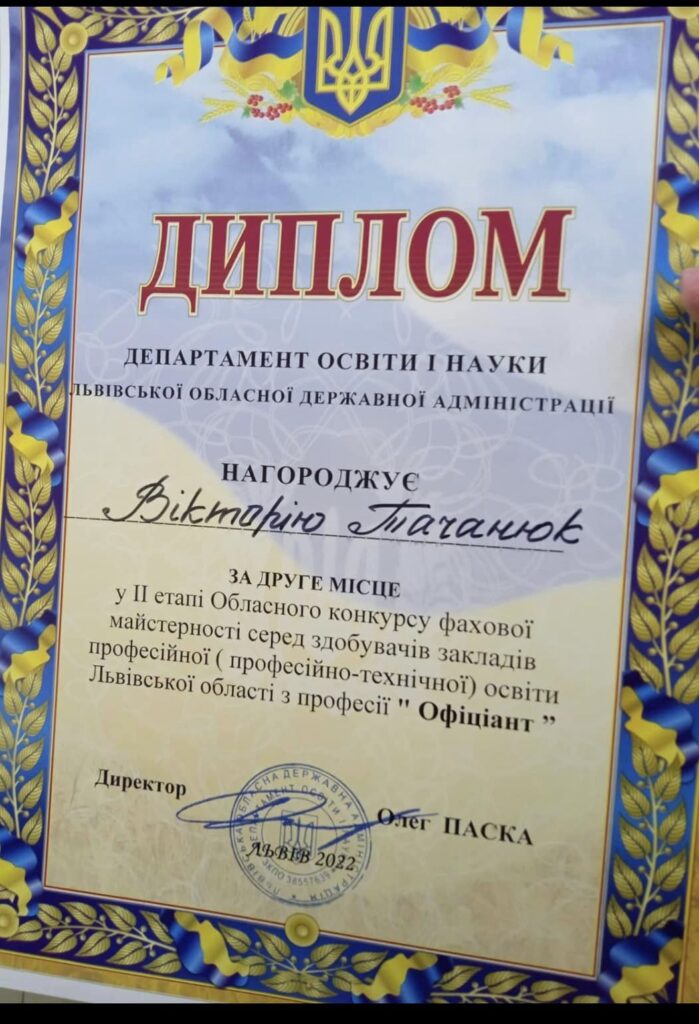 ДИПЛОМ
ДЕПАРТАМЕНТ ОСВІТИ І НАУКИ
ЛЬВІВСЬКОЇ ОБЛАСНОЇ ДЕРЖАВНОЇ АДМІНІСТРАЦІЇ
НАГОРОДЖУЄ
Вікторію Тачанюк
ЗА ДРУГЕ МІСЦЕ
у ІІ етапі Обласного конкурсу фахової
майстерності серед здобувачів закладів
професійної ( професійно-технічної) освіти
Львівської області з професії " Офіціант ”
Директор
Олег ПАСКА
ЛЬВІВ 2022